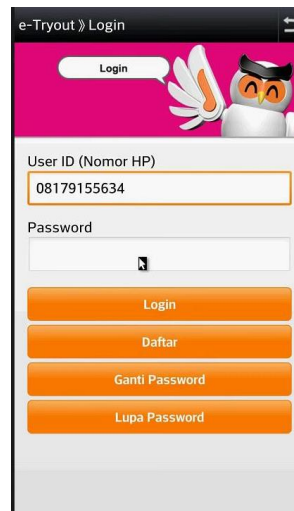 e-Tryout » Login
Login
User ID (Nomor HP)
08179155634
Password
Login
Daftar
Ganti Password
Lupa Password